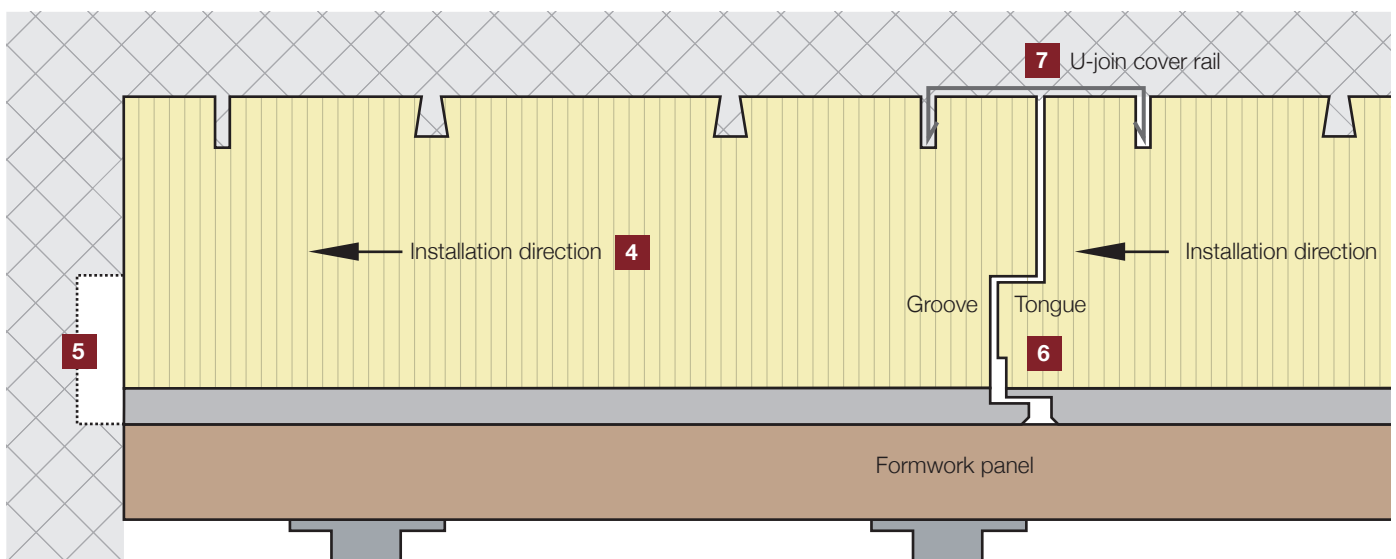 7 U-join cover rail
Installation direction 4
Installation direction
Groove
Tongue
5
6
Formwork panel